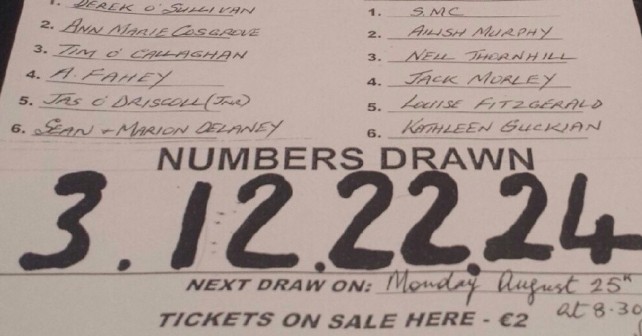 1. DEREK O'SULLIVAN
2. ANN MARIE COSGROVE
3. TIM O'CALLAGHAN
4. A. FAHEY
5. JAS O'DRISCOLL (JNR)
6. SEAN + MARION DELANEY
1. S.MC
2. AILISH MURPHY
3. NELL THORNHILL
4. JACK MORLEY
5. LOUISE FITZGERALD
6. KATHLEEN GUCKIAN
NUMBERS DRAWN
3.12.22.24
NEXT DRAW ON: Monday August 25th
at 8.30
TICKETS ON SALE HERE - €2